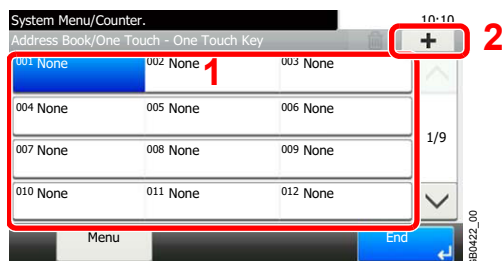 System Menu/Counter. 10:10
Address Book/One Touch - One Touch Key + 2
001 None 002 None 003 None
1
004 None 005 None 006 None
1/9
007 None 008 None 009 None
010 None 011 None 012 None
Menu End
GB0422_00